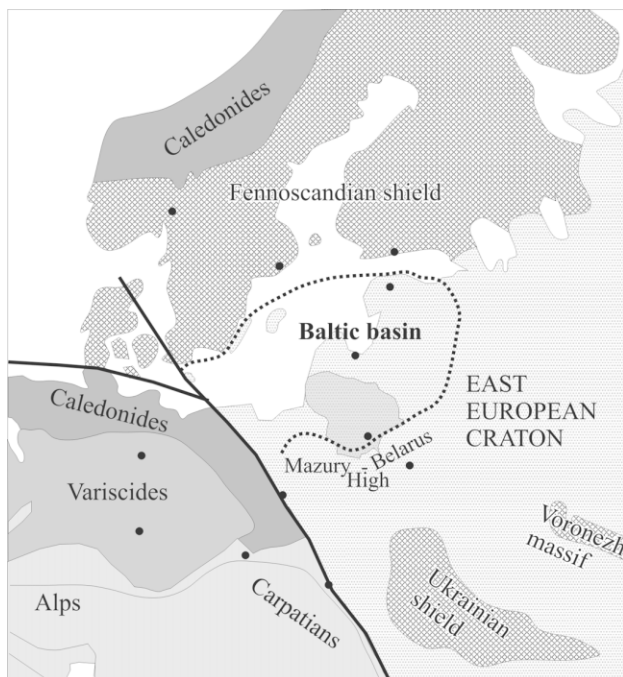 Caledonides
Fennoscandian shield
Baltic basin
EAST
EUROPEAN
CRATON
Caledonides
Mazury - Belarus
High
Variscides
Voronezh
massif
Alps
Carpatians
Ukrainian
shield